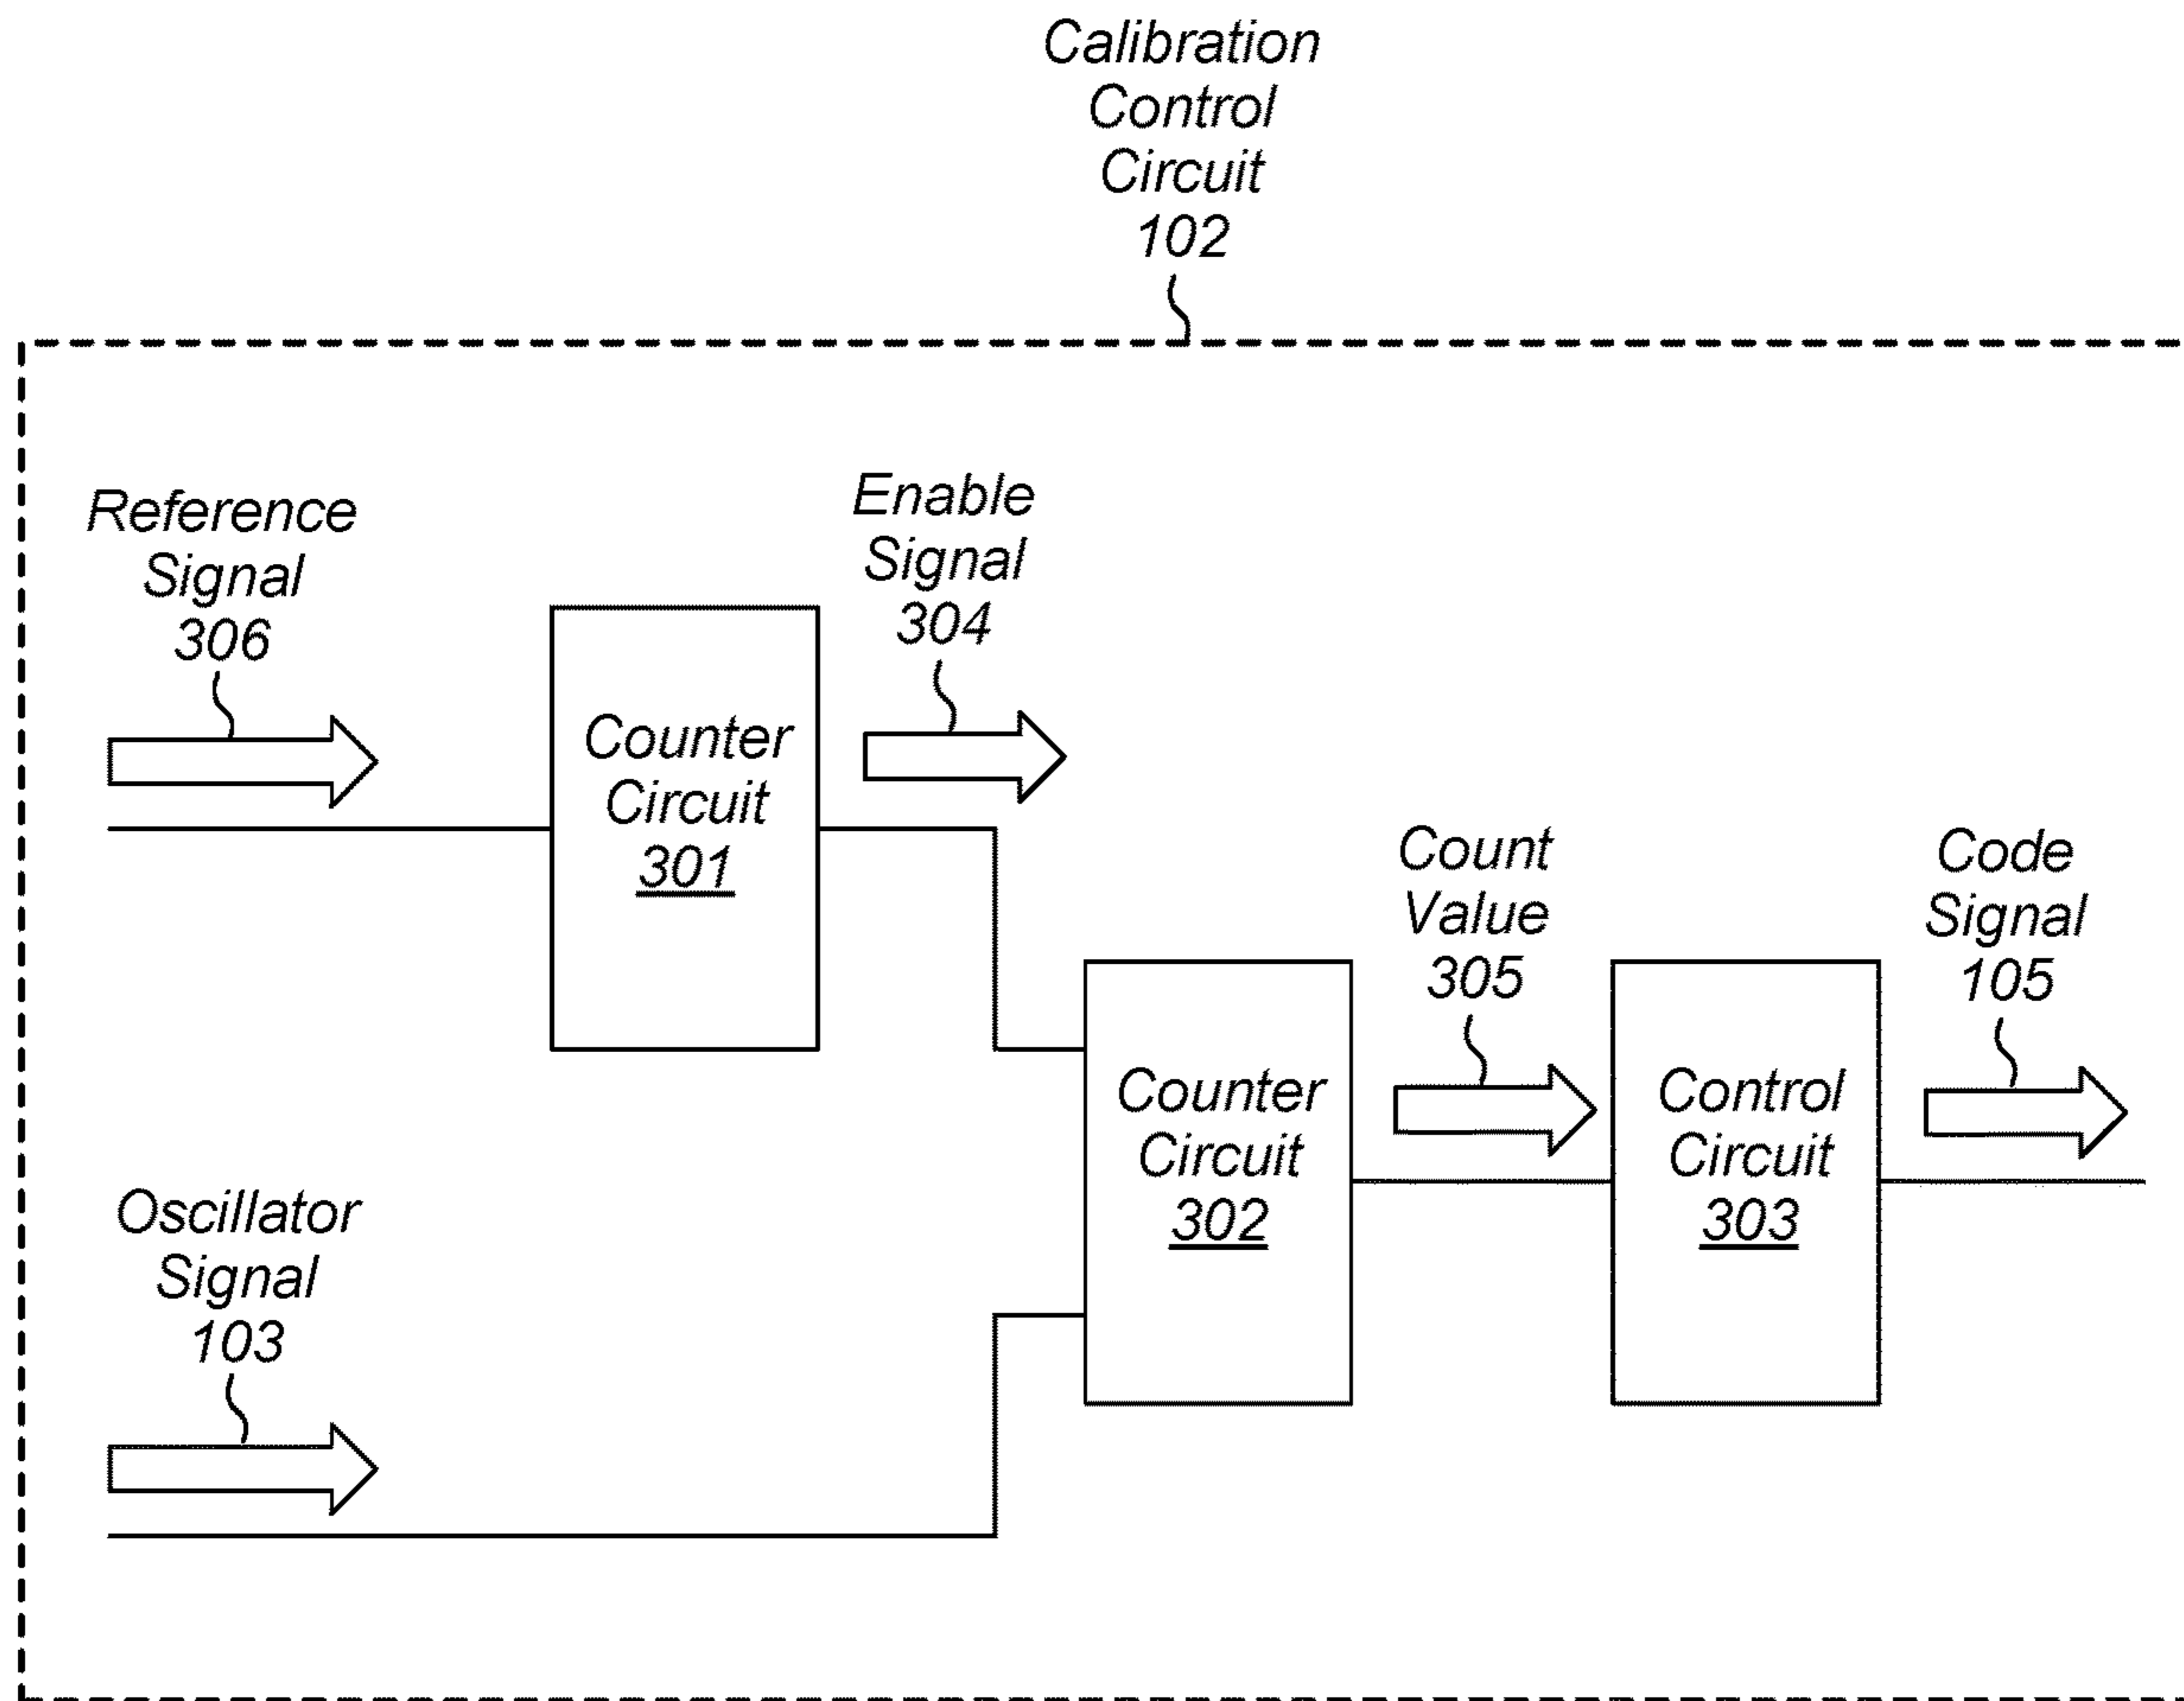 Calibration
Control
Circuit
102
Reference
Signal
306
Enable
Signal
304
Counter
Circuit
301
Count
Value
305
Code
Signal
105
Counter
Circuit
302
Control
Circuit
303
Oscillator
Signal
103